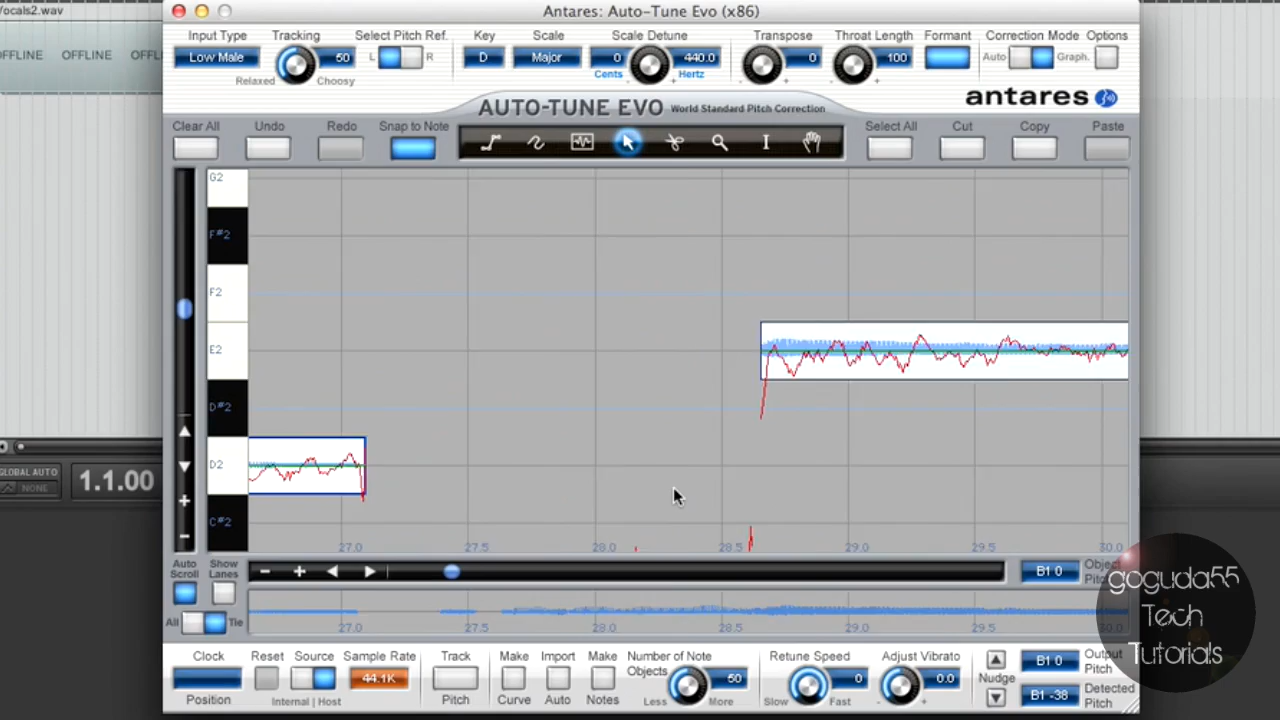 Vocals2.wav
Antares: Auto-Tune Evo (x86)
OFFLINE OFFLINE
Input Type Tracking Select Pitch Ref. Key Scale Scale Detune Transpose Throat Length Formant Correction Mode Options
Low Male 50 L R D Major 0 440.0 0 100 Auto Graph.
Relaxed Choosy Cents Hertz - + - +
AUTO-TUNE EVO World Standard Pitch Correction antares
Clear All Undo Redo Snap to Note Select All Cut Copy Paste
G2
F#2
F2
E2
D#2
D2
C#2
GLOBAL AUTO
NONE
1.1.00
27.0 27.5 28.0 28.5 29.0 29.5 30.0
Auto Scroll Show Lanes
B1 0
All Tie
27.0 27.5 28.0 28.5 29.0 29.5 30.0
goguda55
Tech
Tutorials
Clock Reset Source Sample Rate Track Make Import Make Number of Note Objects Retune Speed Adjust Vibrato
44.1K 50 0 0.0
Position Internal | Host Pitch Curve Auto Notes Less More Slow Fast - +
Nudge
B1 0 Output Pitch
B1 -38 Detected Pitch